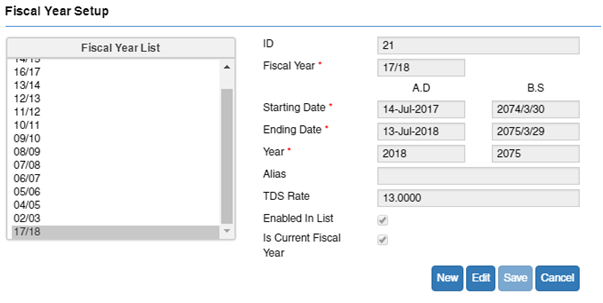 Fiscal Year Setup
Fiscal Year List
14/15
16/17
13/14
12/13
11/12
10/11
09/10
08/09
07/08
06/07
05/06
04/05
02/03
17/18
ID 21
Fiscal Year * 17/18
A.D B.S
Starting Date * 14-Jul-2017 2074/3/30
Ending Date * 13-Jul-2018 2075/3/29
Year * 2018 2075
Alias
TDS Rate 13.0000
Enabled In List
Is Current Fiscal
Year
New Edit Save Cancel